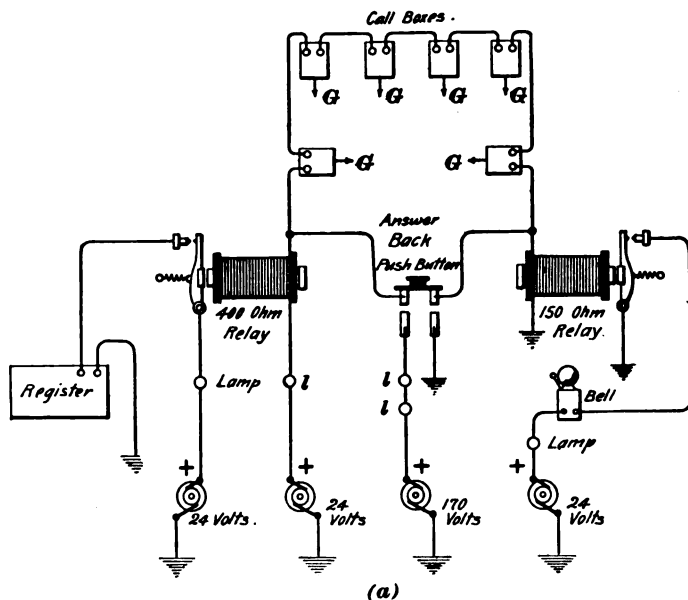 Call Boxes.
G G G G
G G
Answer
Back
Push Button
400 Ohm
Relay
150 Ohm
Relay.
Register
Lamp
l
l
l
Bell
Lamp
+ + + +
24 Volts.
24
Volts
170
Volts
24
Volts
(a)